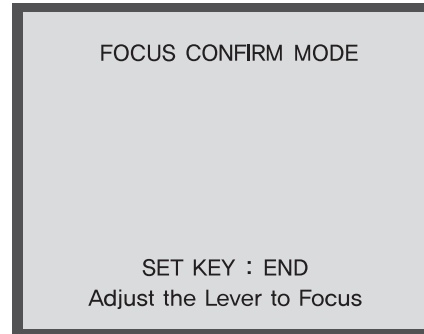 FOCUS CONFIRM MODE
SET KEY : END
Adjust the Lever to Focus